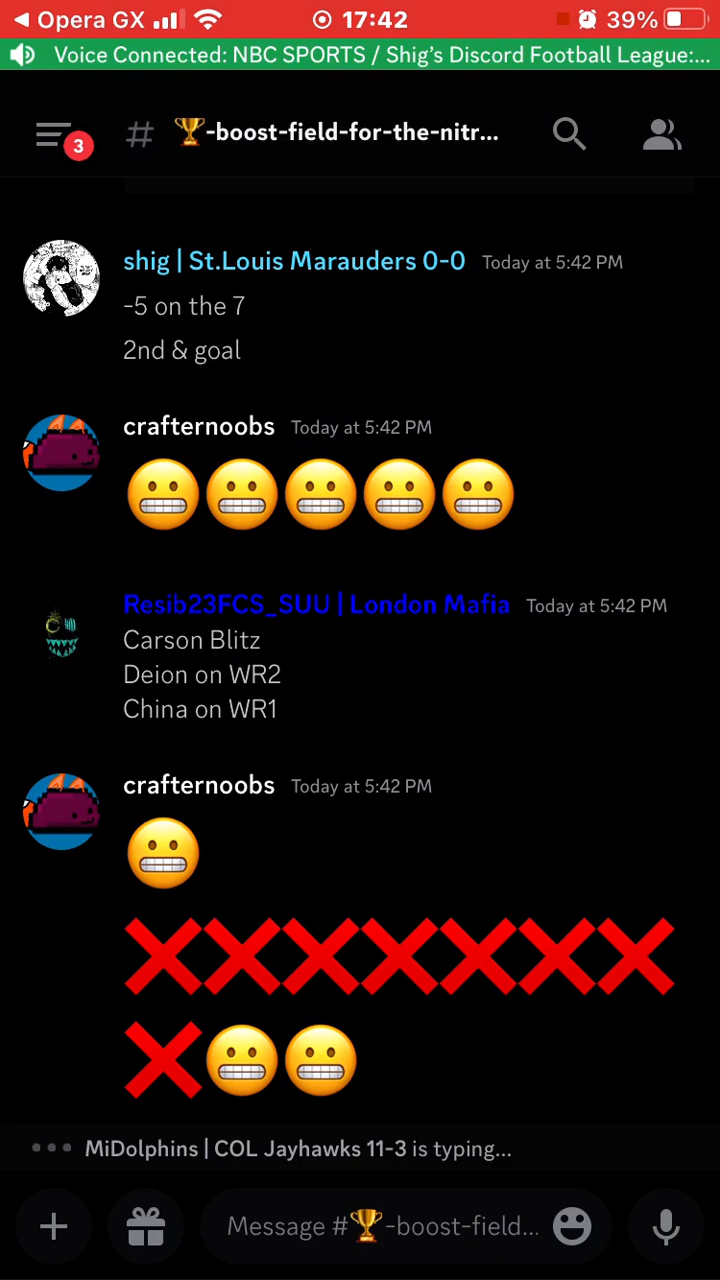 Opera GX 17:42 39%
Voice Connected: NBC SPORTS / Shig's Discord Football League:...
3 # 🏆-boost-field-for-the-nitr...
shig | St.Louis Marauders 0-0 Today at 5:42 PM
-5 on the 7
2nd & goal
crafternoobs Today at 5:42 PM
😬😬😬😬😬
Resib23FCS_SUU | London Mafia Today at 5:42 PM
Carson Blitz
Deion on WR2
China on WR1
crafternoobs Today at 5:42 PM
😬
❌❌❌❌❌❌❌
❌😬😬
MiDolphins | COL Jayhawks 11-3 is typing...
Message #🏆-boost-field...